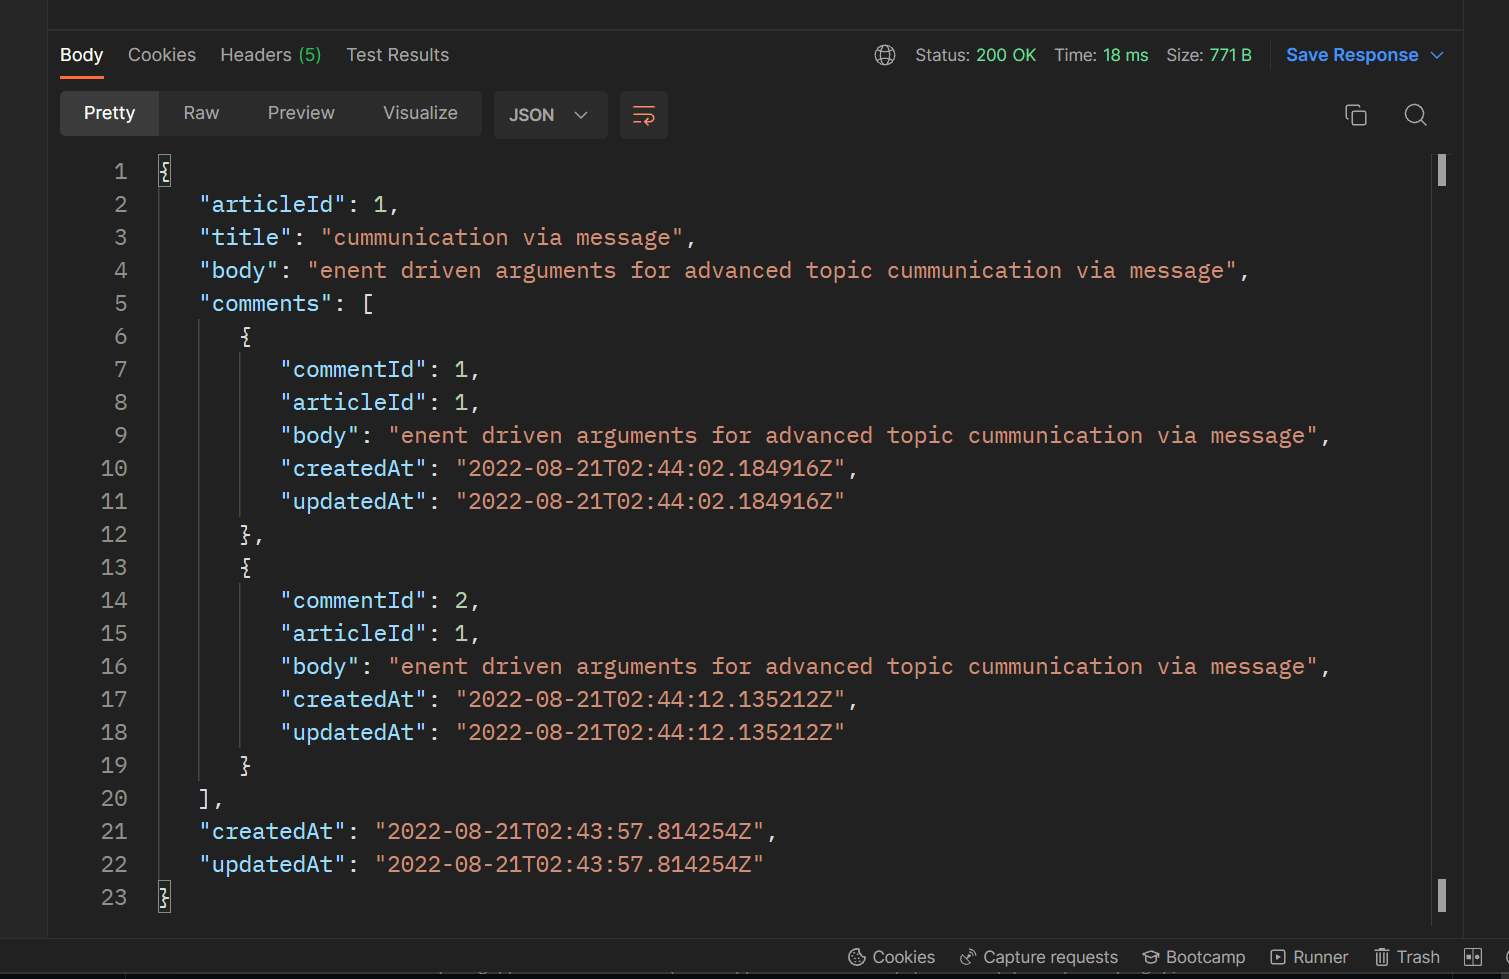 Body Cookies Headers (5) Test Results Status: 200 OK Time: 18 ms Size: 771 B Save Response
Pretty Raw Preview Visualize JSON
1 {
2 "articleId": 1,
3 "title": "cummunication via message",
4 "body": "enent driven arguments for advanced topic cummunication via message",
5 "comments": [
6 {
7 "commentId": 1,
8 "articleId": 1,
9 "body": "enent driven arguments for advanced topic cummunication via message",
10 "createdAt": "2022-08-21T02:44:02.184916Z",
11 "updatedAt": "2022-08-21T02:44:02.184916Z"
12 },
13 {
14 "commentId": 2,
15 "articleId": 1,
16 "body": "enent driven arguments for advanced topic cummunication via message",
17 "createdAt": "2022-08-21T02:44:12.135212Z",
18 "updatedAt": "2022-08-21T02:44:12.135212Z"
19 }
20 ],
21 "createdAt": "2022-08-21T02:43:57.814254Z",
22 "updatedAt": "2022-08-21T02:43:57.814254Z"
23 }
Cookies Capture requests Bootcamp Runner Trash